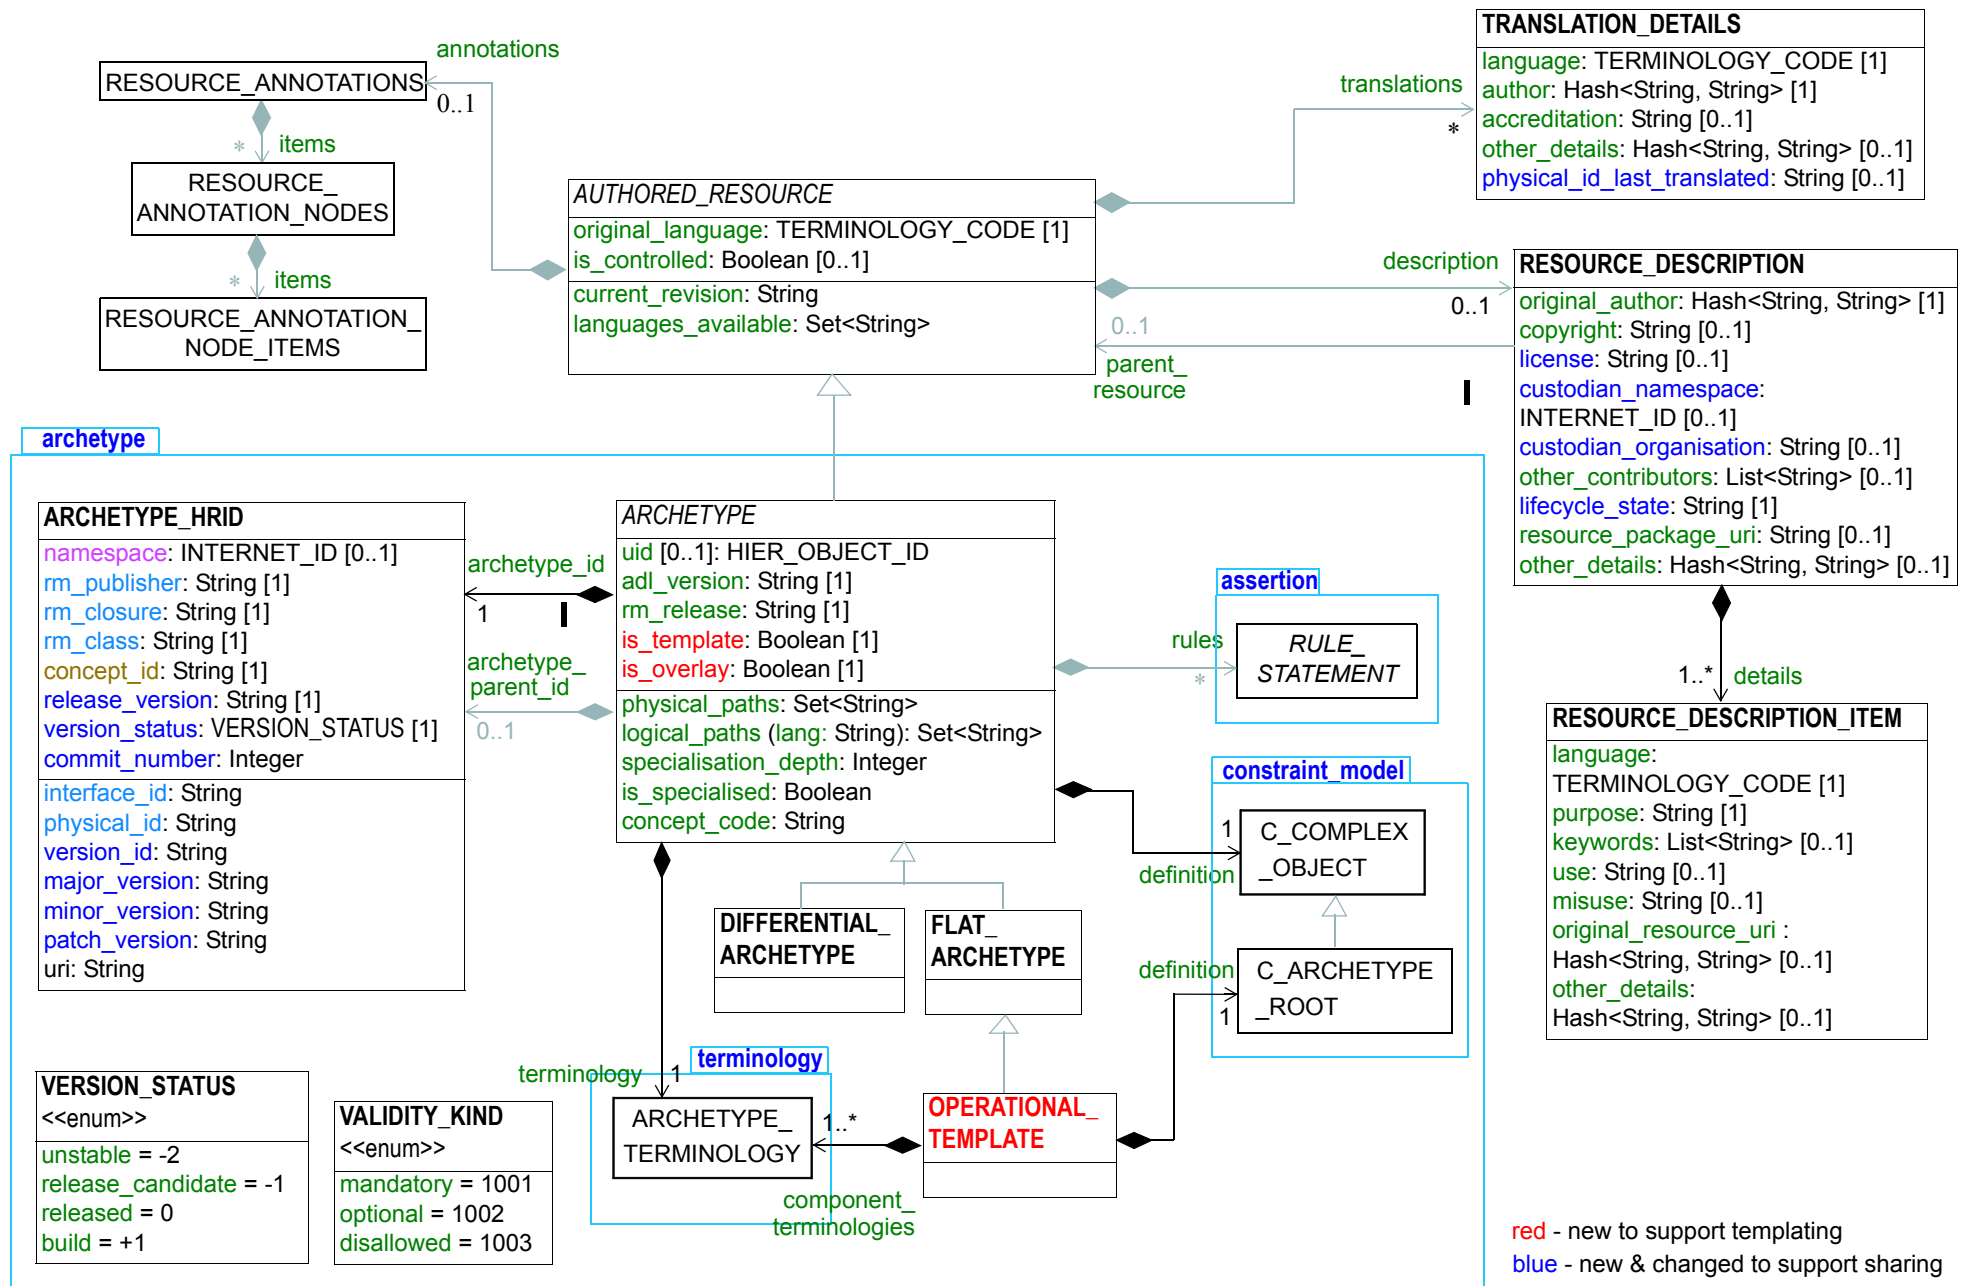 annotations
RESOURCE_ANNOTATIONS
0..1
*
items
RESOURCE_
ANNOTATION_NODES
*
items
RESOURCE_ANNOTATION_
NODE_ITEMS
AUTHORED_RESOURCE
original_language: TERMINOLOGY_CODE [1]
is_controlled: Boolean [0..1]
current_revision: String
languages_available: Set<String>
translations
*
TRANSLATION_DETAILS
language: TERMINOLOGY_CODE [1]
author: Hash<String, String> [1]
accreditation: String [0..1]
other_details: Hash<String, String> [0..1]
physical_id_last_translated: String [0..1]
description
0..1
0..1
parent_
resource
RESOURCE_DESCRIPTION
original_author: Hash<String, String> [1]
copyright: String [0..1]
license: String [0..1]
custodian_namespace:
INTERNET_ID [0..1]
custodian_organisation: String [0..1]
other_contributors: List<String> [0..1]
lifecycle_state: String [1]
resource_package_uri: String [0..1]
other_details: Hash<String, String> [0..1]
1..*
details
RESOURCE_DESCRIPTION_ITEM
language:
TERMINOLOGY_CODE [1]
purpose: String [1]
keywords: List<String> [0..1]
use: String [0..1]
misuse: String [0..1]
original_resource_uri :
Hash<String, String> [0..1]
other_details:
Hash<String, String> [0..1]
archetype
ARCHETYPE_HRID
namespace: INTERNET_ID [0..1]
rm_publisher: String [1]
rm_closure: String [1]
rm_class: String [1]
concept_id: String [1]
release_version: String [1]
version_status: VERSION_STATUS [1]
commit_number: Integer
interface_id: String
physical_id: String
version_id: String
major_version: String
minor_version: String
patch_version: String
uri: String
archetype_id
1
archetype_
parent_id
0..1
ARCHETYPE
uid [0..1]: HIER_OBJECT_ID
adl_version: String [1]
rm_release: String [1]
is_template: Boolean [1]
is_overlay: Boolean [1]
physical_paths: Set<String>
logical_paths (lang: String): Set<String>
specialisation_depth: Integer
is_specialised: Boolean
concept_code: String
assertion
rules
*
RULE_
STATEMENT
constraint_model
1
definition
C_COMPLEX
_OBJECT
definition
1
C_ARCHETYPE
_ROOT
DIFFERENTIAL_
ARCHETYPE
FLAT_
ARCHETYPE
terminology
terminology
1
ARCHETYPE_
TERMINOLOGY
1..*
component_
terminologies
OPERATIONAL_
TEMPLATE
VERSION_STATUS
<<enum>>
unstable = -2
release_candidate = -1
released = 0
build = +1
VALIDITY_KIND
<<enum>>
mandatory = 1001
optional = 1002
disallowed = 1003
red - new to support templating
blue - new & changed to support sharing